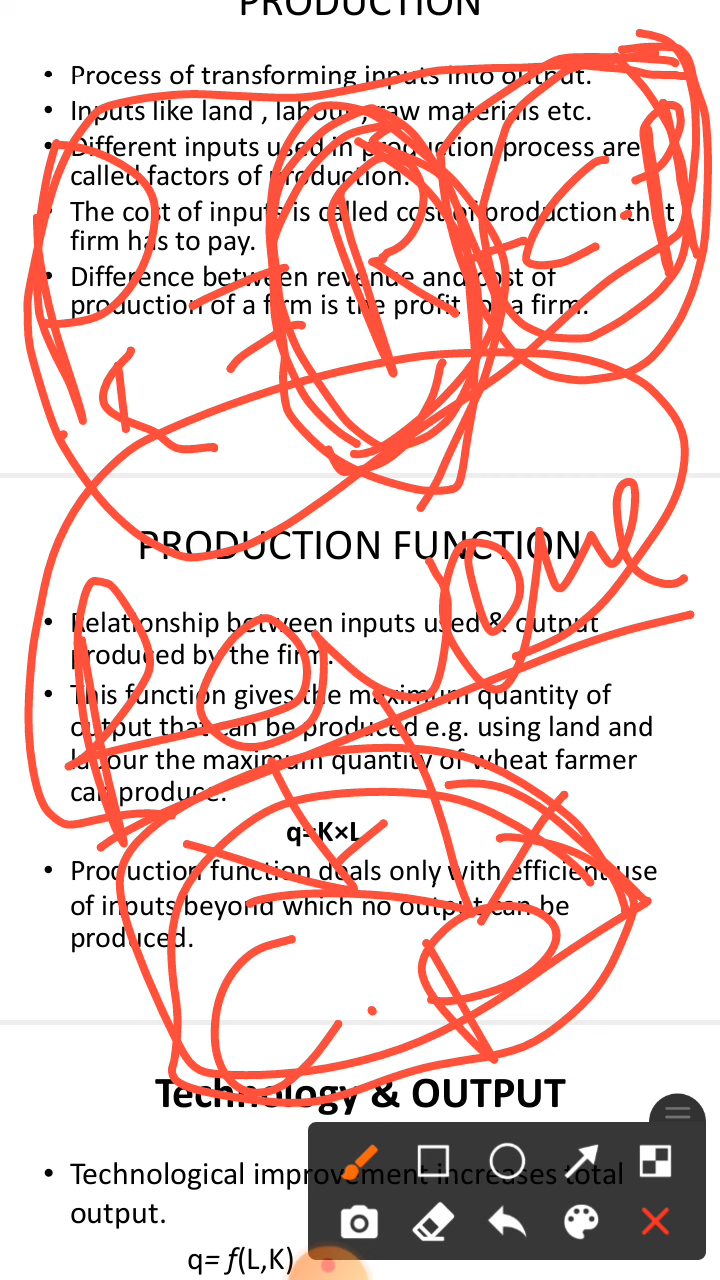 PRODUCTION
• Process of transforming inputs into output.
• Inputs like land , labour , raw materials etc.
• Different inputs used in production process are
called factors of production.
• The cost of inputs is called cost of production that
firm has to pay.
• Difference between revenue and cost of
production of a firm is the profit for a firm.
PRODUCTION FUNCTION
• Relationship between inputs used & output
produced by the firm.
• This function gives the maximum quantity of
output that can be produced e.g. using land and
labour the maximum quantity of wheat farmer
can produce.
q=K×L
• Production function deals only with efficient use
of inputs beyond which no output can be
produced.
Technology & OUTPUT
• Technological improvement increases total
output.
q= f(L,K)